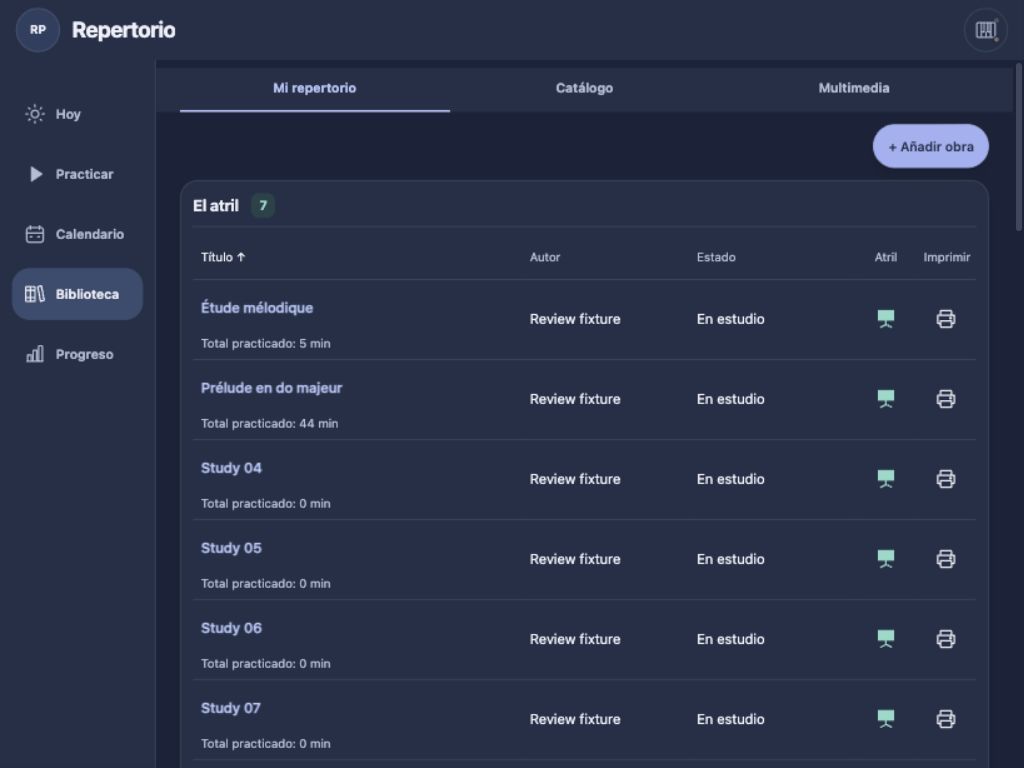 RP
Repertorio
Hoy
Practicar
Calendario
Biblioteca
Progreso
Mi repertorio
Catálogo
Multimedia
+ Añadir obra
El atril 7
Título ↑ Autor Estado Atril Imprimir
Étude mélodique
Review fixture En estudio
Total practicado: 5 min
Prélude en do majeur
Review fixture En estudio
Total practicado: 44 min
Study 04
Review fixture En estudio
Total practicado: 0 min
Study 05
Review fixture En estudio
Total practicado: 0 min
Study 06
Review fixture En estudio
Total practicado: 0 min
Study 07
Review fixture En estudio
Total practicado: 0 min